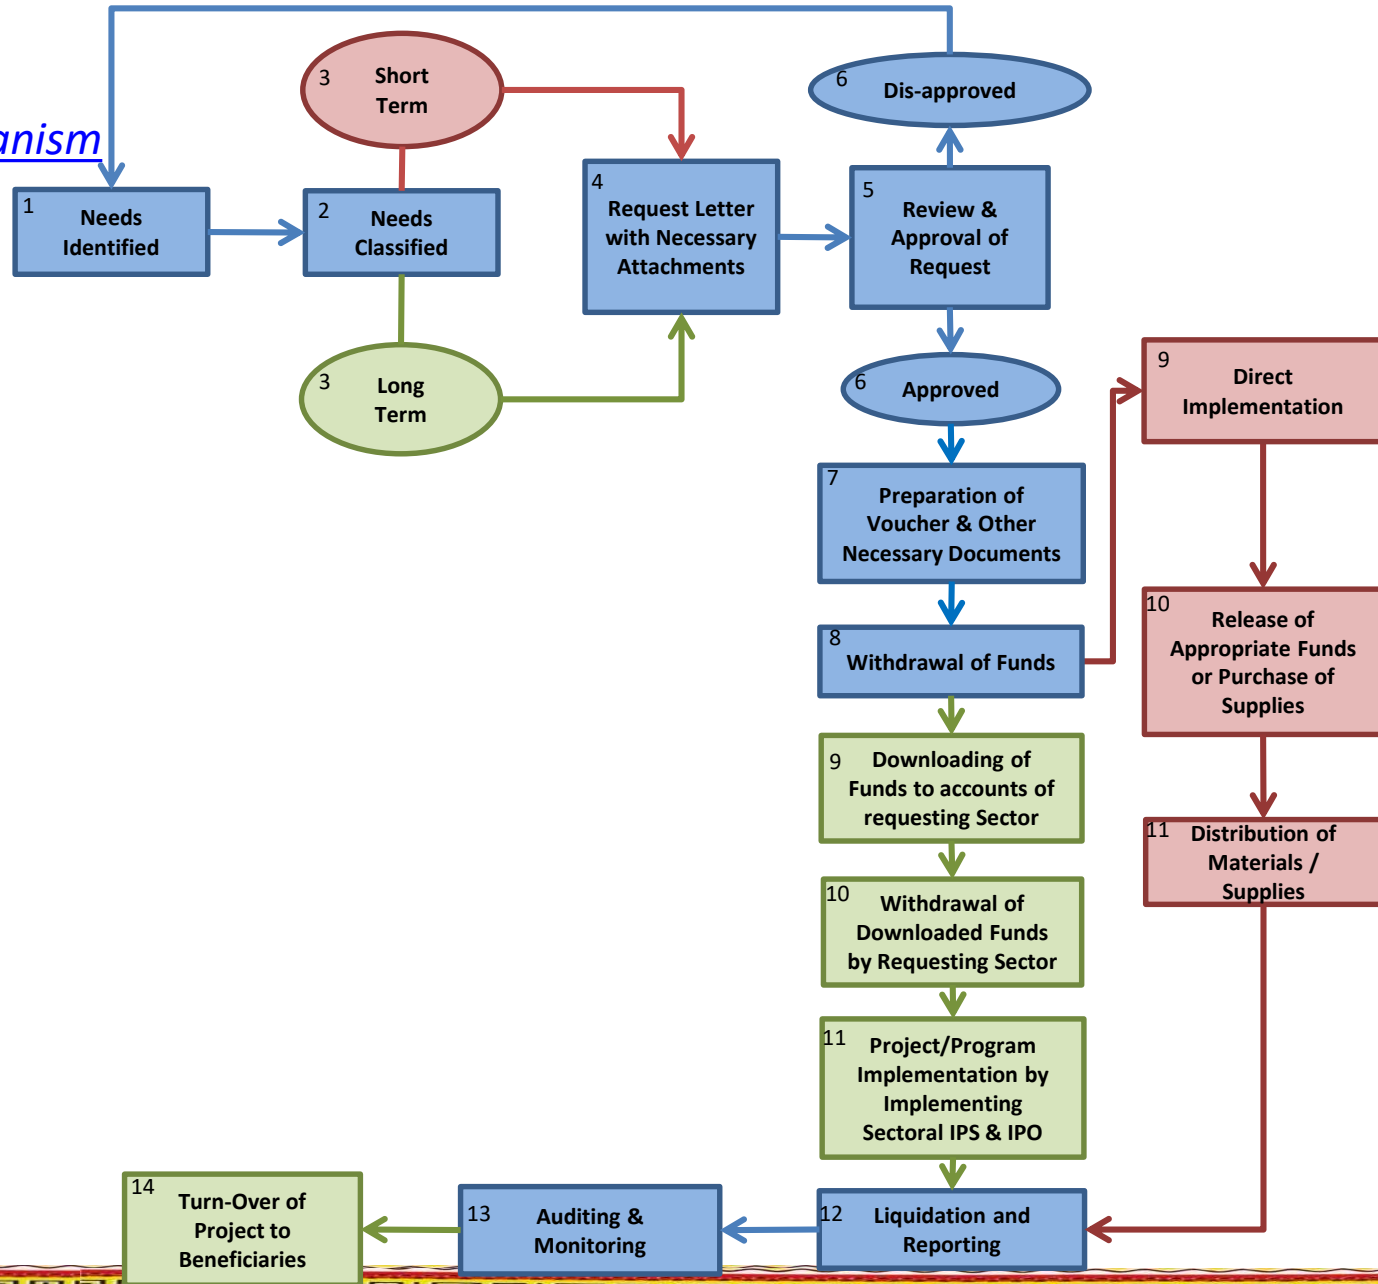 anism
1
Needs
Identified
2
Needs
Classified
3
Short
Term
3
Long
Term
4
Request Letter
with Necessary
Attachments
5
Review &
Approval of
Request
6
Dis-approved
6
Approved
7
Preparation of
Voucher & Other
Necessary Documents
8
Withdrawal of Funds
9
Direct
Implementation
10
Release of
Appropriate Funds
or Purchase of
Supplies
11
Distribution of
Materials /
Supplies
9
Downloading of
Funds to accounts of
requesting Sector
10
Withdrawal of
Downloaded Funds
by Requesting Sector
11
Project/Program
Implementation by
Implementing
Sectoral IPS & IPO
12
Liquidation and
Reporting
13
Auditing &
Monitoring
14
Turn-Over of
Project to
Beneficiaries